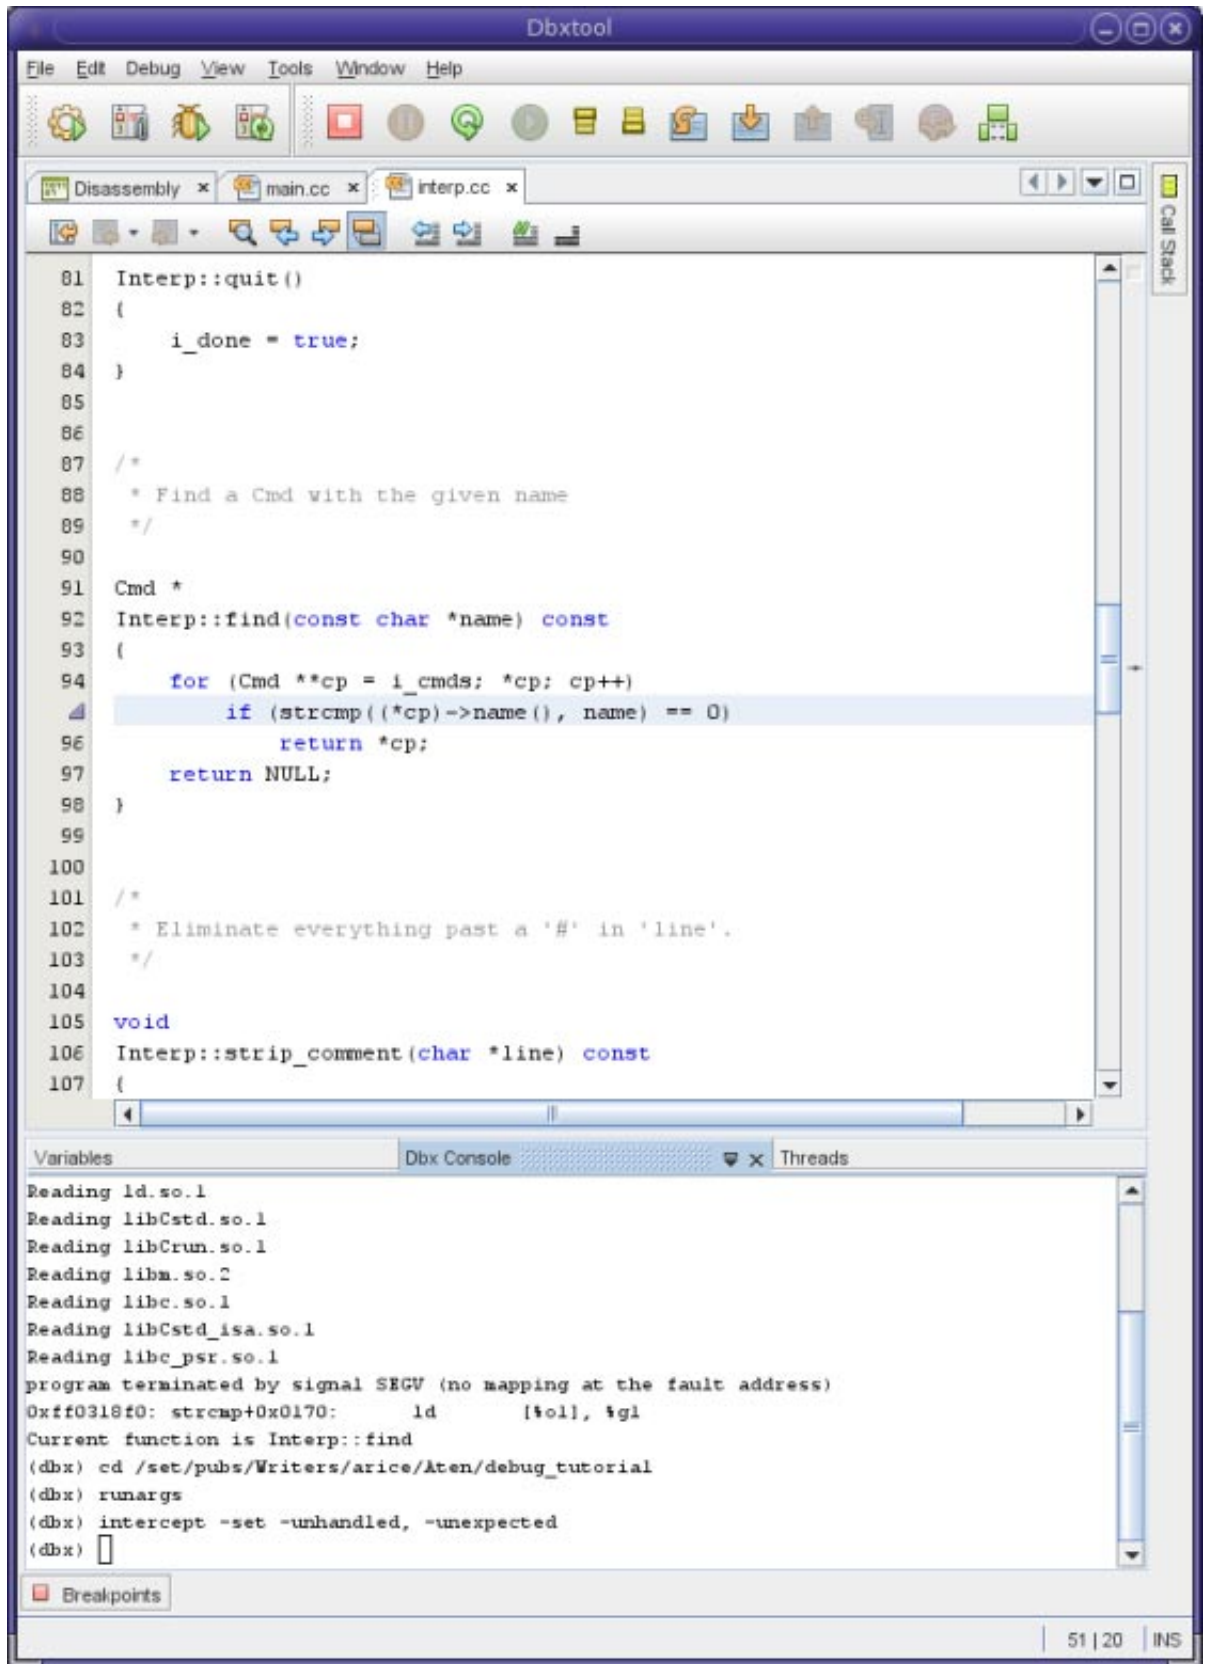 Dbxtool
File Edit Debug View Tools Window Help
Disassembly main.cc interp.cc
Call Stack
81 Interp::quit()
82 {
83 i_done = true;
84 }
85
86
87 /*
88 * Find a Cmd with the given name
89 */
90
91 Cmd *
92 Interp::find(const char *name) const
93 {
94 for (Cmd **cp = i_cmds; *cp; cp++)
if (strcmp((*cp)->name(), name) == 0)
96 return *cp;
97 return NULL;
98 }
99
100
101 /*
102 * Eliminate everything past a '#' in 'line'.
103 */
104
105 void
106 Interp::strip_comment(char *line) const
107 {
Variables Dbx Console Threads
Reading ld.so.1
Reading libCstd.so.1
Reading libCrun.so.1
Reading libm.so.2
Reading libc.so.1
Reading libCstd_isa.so.1
Reading libc_psr.so.1
program terminated by signal SEGV (no mapping at the fault address)
0xff0318f0: strcmp+0x0170: ld [%o1], %g1
Current function is Interp::find
(dbx) cd /set/pubs/Writers/arice/Aten/debug_tutorial
(dbx) runargs
(dbx) intercept -set -unhandled, -unexpected
(dbx)
Breakpoints
51 | 20 INS